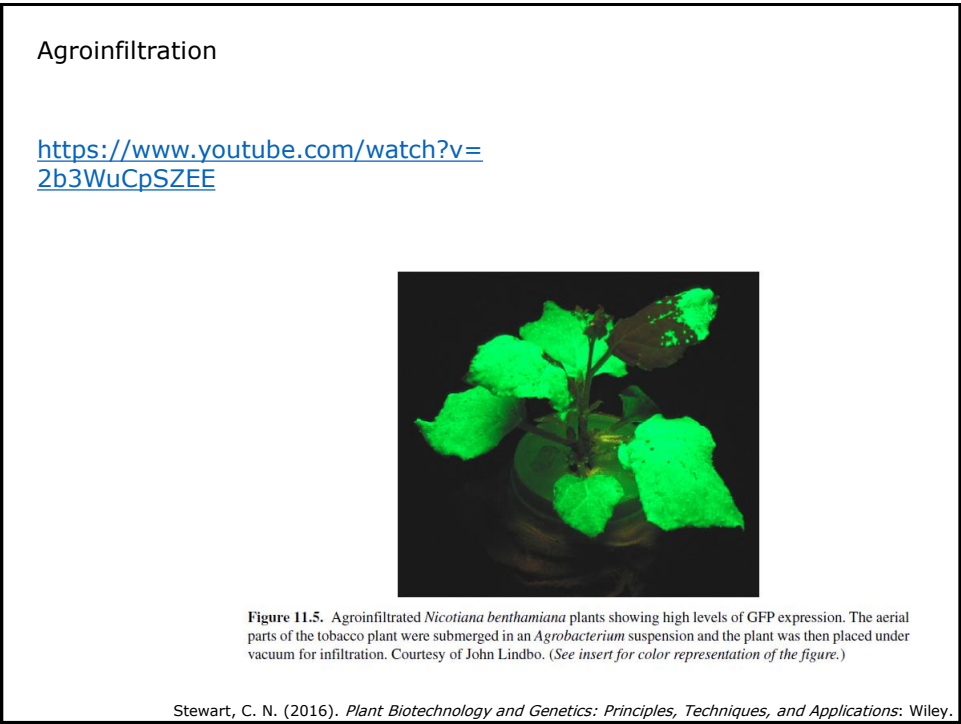 Agroinfiltration
https://www.youtube.com/watch?v=
2b3WuCpSZEE
Figure 11.5. Agroinfiltrated Nicotiana benthamiana plants showing high levels of GFP expression. The aerial
parts of the tobacco plant were submerged in an Agrobacterium suspension and the plant was then placed under
vacuum for infiltration. Courtesy of John Lindbo. (See insert for color representation of the figure.)
Stewart, C. N. (2016). Plant Biotechnology and Genetics: Principles, Techniques, and Applications: Wiley.